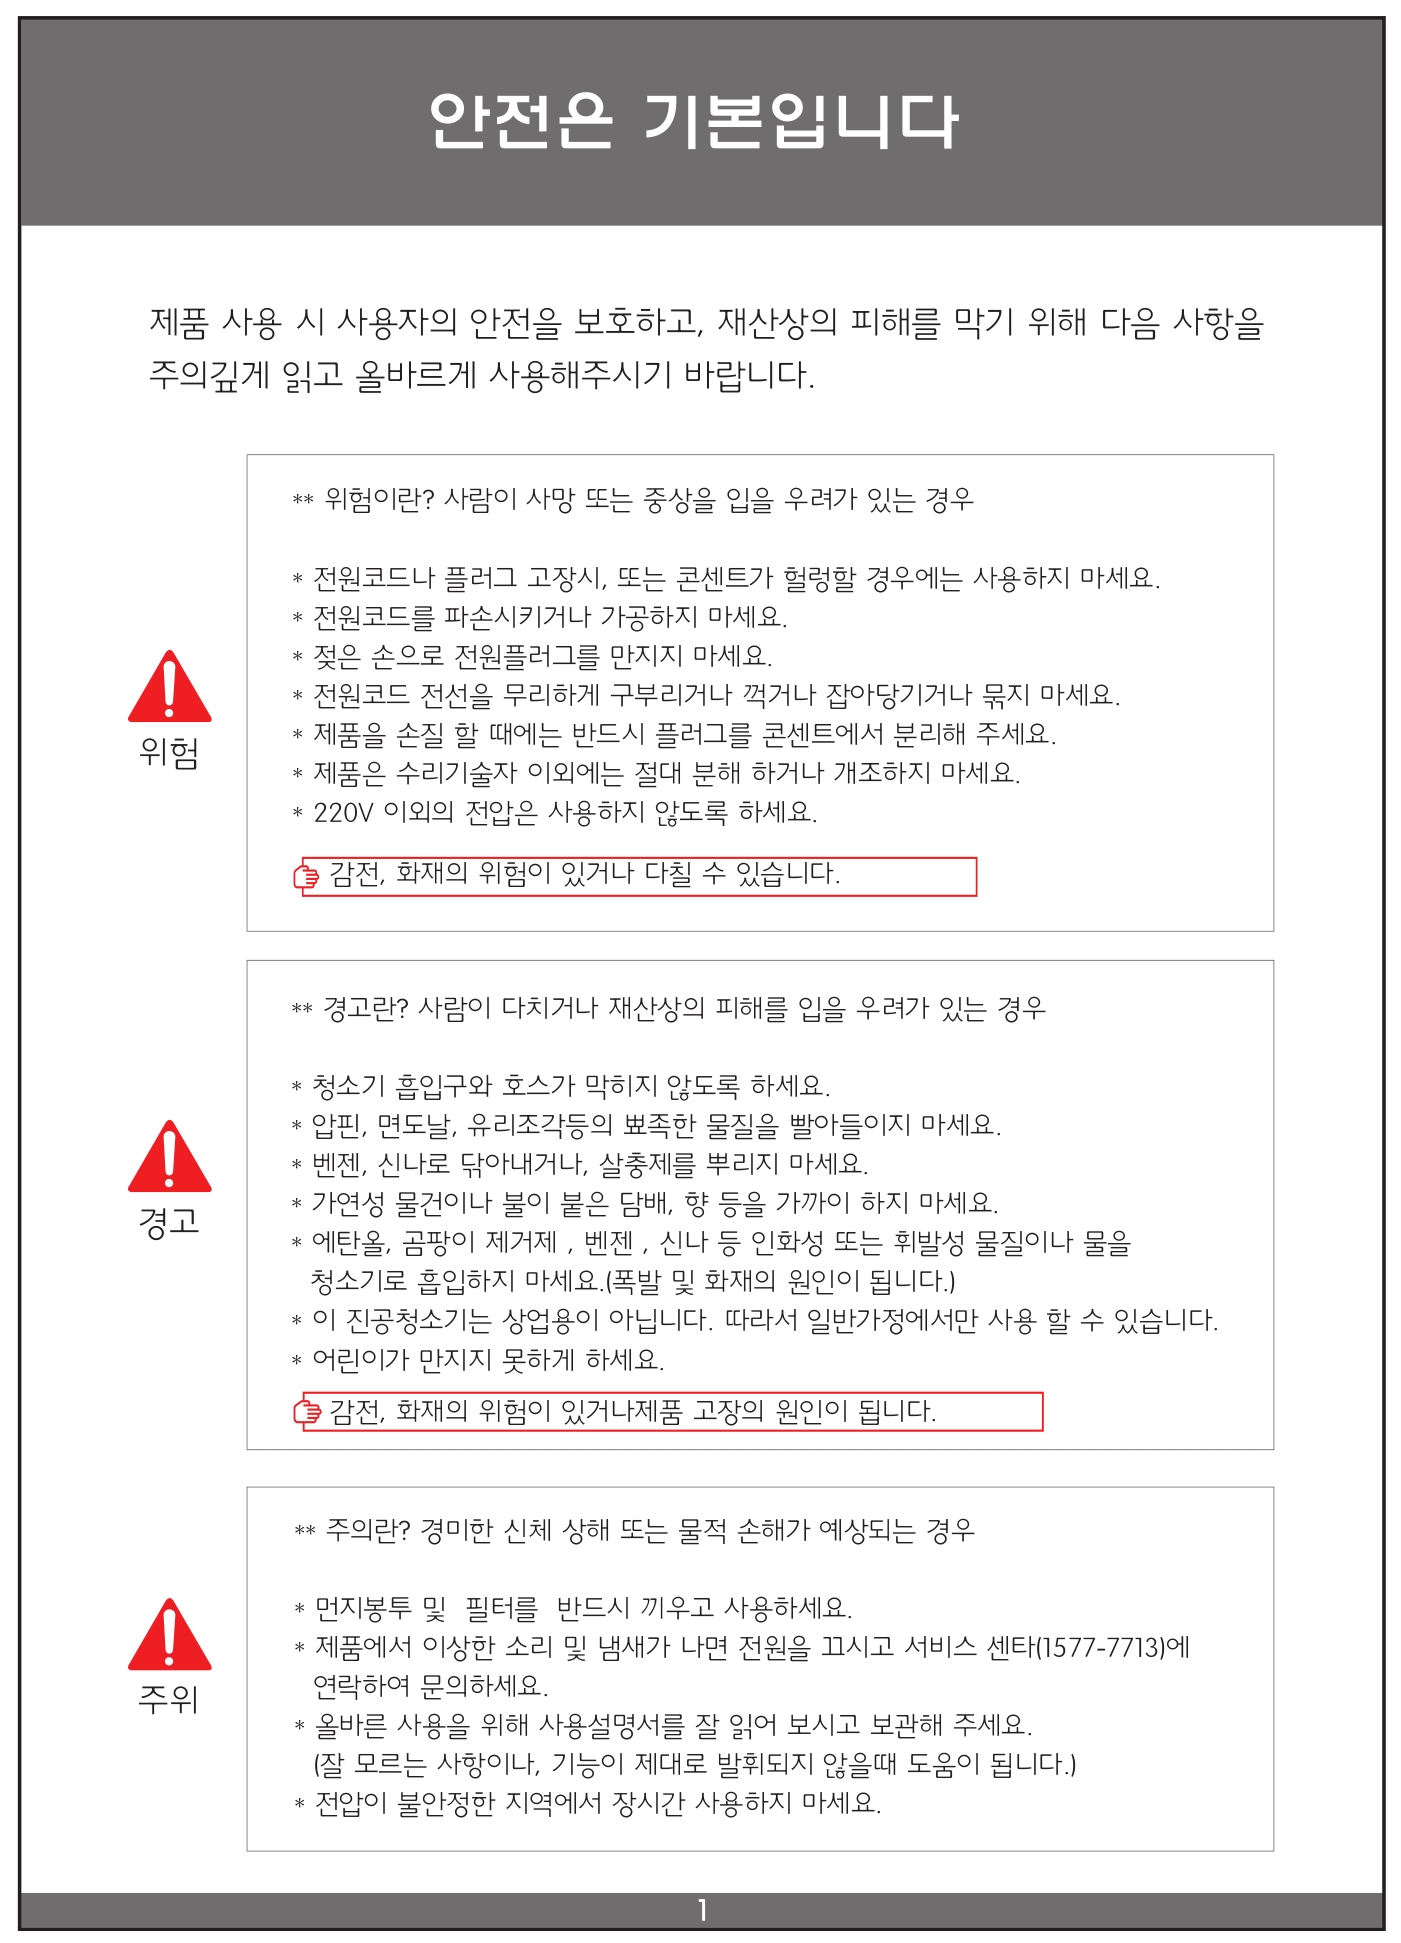 안전은 기본입니다
제품 사용 시 사용자의 안전을 보호하고, 재산상의 피해를 막기 위해 다음 사항을
주의깊게 읽고 올바르게 사용해주시기 바랍니다.
** 위험이란? 사람이 사망 또는 중상을 입을 우려가 있는 경우
* 전원코드나 플러그 고장시, 또는 콘센트가 헐렁할 경우에는 사용하지 마세요.
* 전원코드를 파손시키거나 가공하지 마세요.
* 젖은 손으로 전원플러그를 만지지 마세요.
* 전원코드 전선을 무리하게 구부리거나 꺽거나 잡아당기거나 묶지 마세요.
* 제품을 손질 할 때에는 반드시 플러그를 콘센트에서 분리해 주세요.
* 제품은 수리기술자 이외에는 절대 분해 하거나 개조하지 마세요.
* 220V 이외의 전압은 사용하지 않도록 하세요.
감전, 화재의 위험이 있거나 다칠 수 있습니다.
위험
** 경고란? 사람이 다치거나 재산상의 피해를 입을 우려가 있는 경우
* 청소기 흡입구와 호스가 막히지 않도록 하세요.
* 압핀, 면도날, 유리조각등의 뾰족한 물질을 빨아들이지 마세요.
* 벤젠, 신나로 닦아내거나, 살충제를 뿌리지 마세요.
* 가연성 물건이나 불이 붙은 담배, 향 등을 가까이 하지 마세요.
* 에탄올, 곰팡이 제거제 , 벤젠 , 신나 등 인화성 또는 휘발성 물질이나 물을
청소기로 흡입하지 마세요.(폭발 및 화재의 원인이 됩니다.)
* 이 진공청소기는 상업용이 아닙니다. 따라서 일반가정에서만 사용 할 수 있습니다.
* 어린이가 만지지 못하게 하세요.
감전, 화재의 위험이 있거나제품 고장의 원인이 됩니다.
경고
** 주의란? 경미한 신체 상해 또는 물적 손해가 예상되는 경우
* 먼지봉투 및 필터를 반드시 끼우고 사용하세요.
* 제품에서 이상한 소리 및 냄새가 나면 전원을 끄시고 서비스 센타(1577-7713)에
연락하여 문의하세요.
* 올바른 사용을 위해 사용설명서를 잘 읽어 보시고 보관해 주세요.
(잘 모르는 사항이나, 기능이 제대로 발휘되지 않을때 도움이 됩니다.)
* 전압이 불안정한 지역에서 장시간 사용하지 마세요.
주위
1